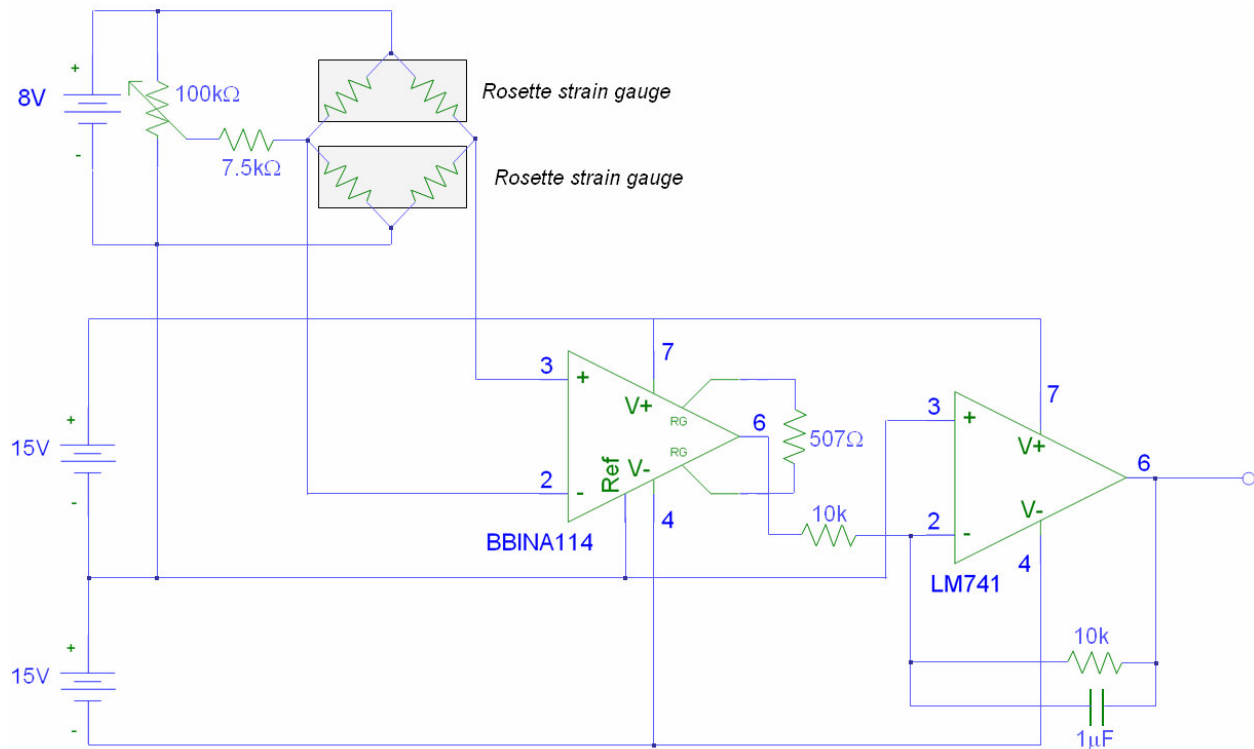 +
8V
-
100kΩ
7.5kΩ
Rosette strain gauge
Rosette strain gauge
+
15V
-
3
+
7
V+
RG
RG
6
507Ω
2
-
Ref
V-
4
BBINA114
10k
3
+
7
V+
6
2
-
V-
4
LM741
+
15V
-
10k
1µF